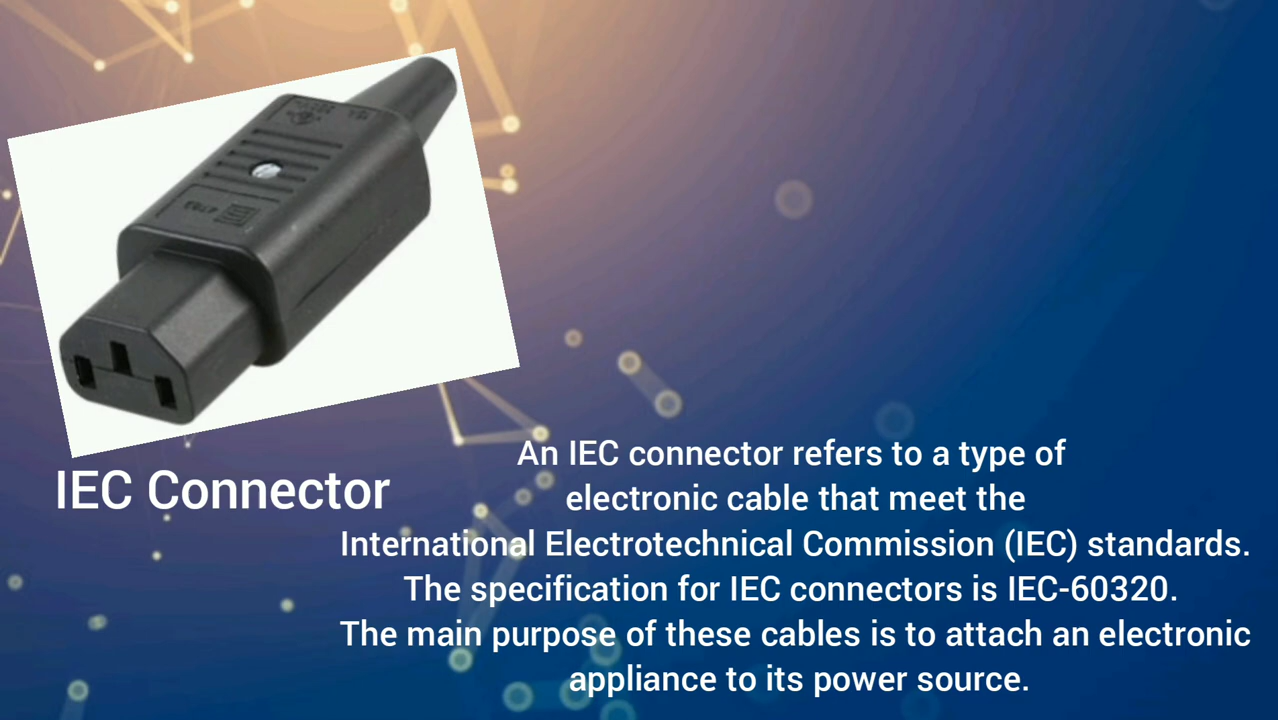 IEC Connector
An IEC connector refers to a type of
electronic cable that meet the
International Electrotechnical Commission (IEC) standards.
The specification for IEC connectors is IEC-60320.
The main purpose of these cables is to attach an electronic
appliance to its power source.